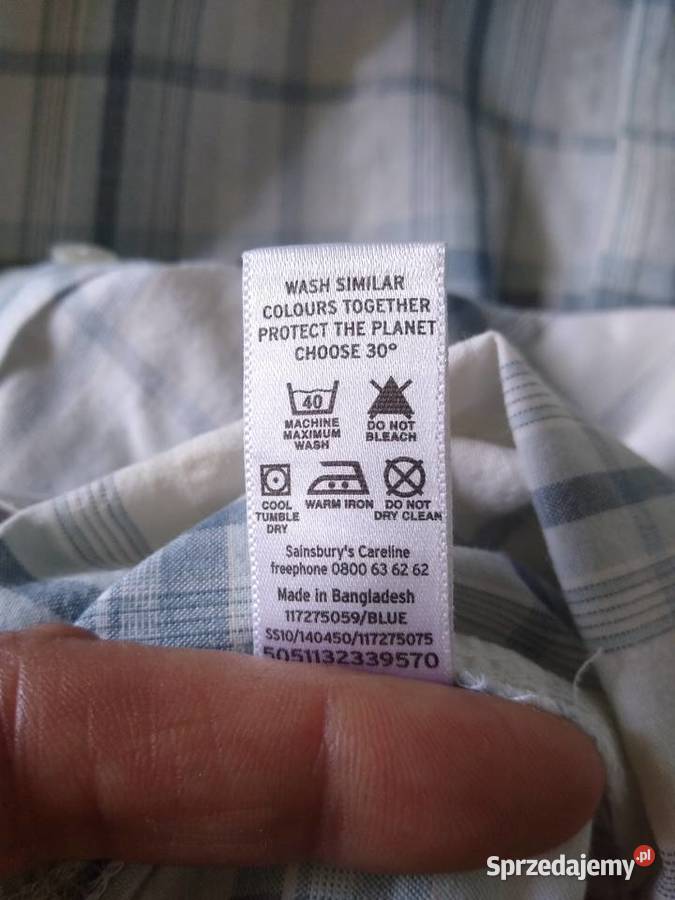 WASH SIMILAR
COLOURS TOGETHER
PROTECT THE PLANET
CHOOSE 30°
40
MACHINE
MAXIMUM
WASH
DO NOT
BLEACH
COOL
TUMBLE
DRY
WARM IRON
DO NOT
DRY CLEAN
Sainsbury's Careline
freephone 0800 63 62 62
Made in Bangladesh
117275059/BLUE
SS10/140450/117275075
5051132339570
Sprzedajemy.pl